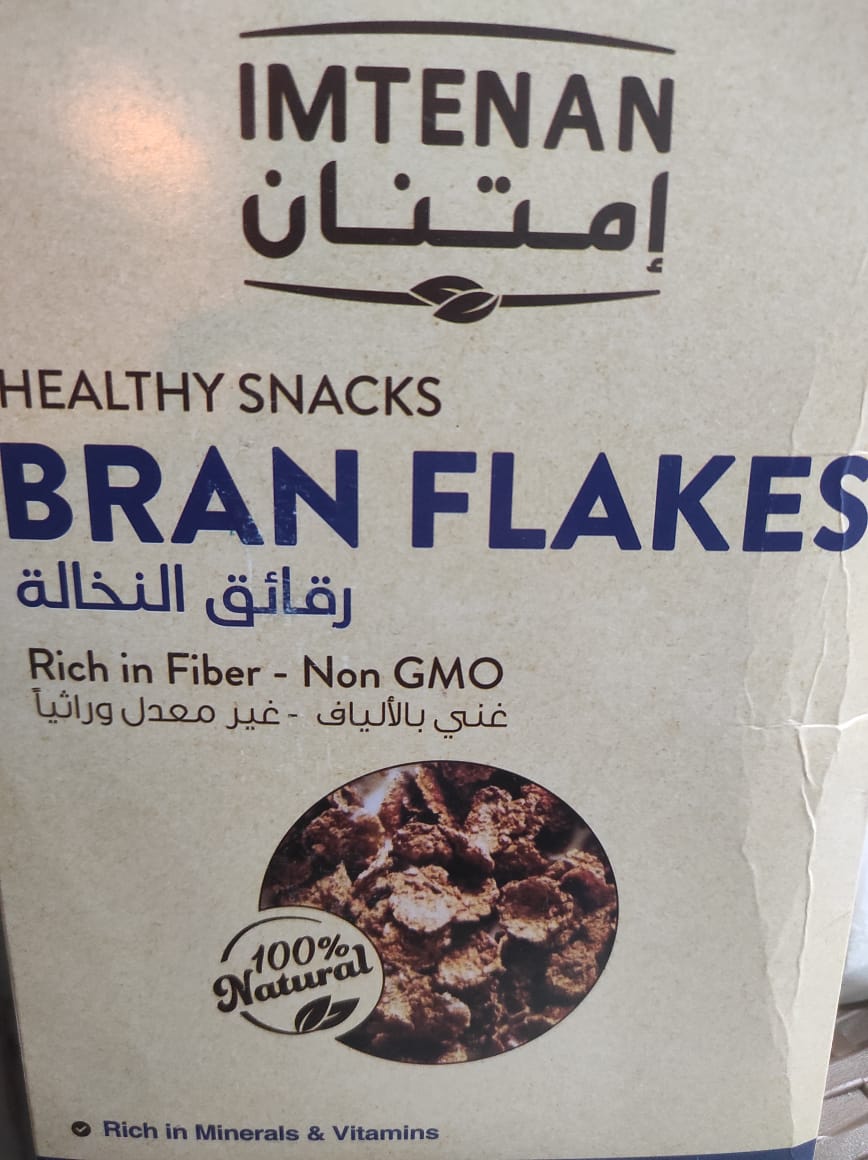 IMTENAN
إمتنان
HEALTHY SNACKS
BRAN FLAKES
رقائق النخالة
Rich in Fiber - Non GMO
غني بالألياف - غير معدل وراثياً
100%
Natural
Rich in Minerals & Vitamins